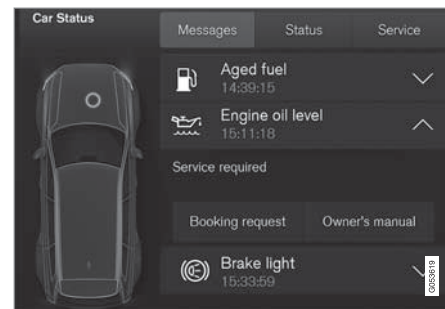 Car Status
Messages Status Service
Aged fuel
14:39:15
Engine oil level
15:11:18
Service required
Booking request Owner's manual
Brake light
15:33:59
G053619